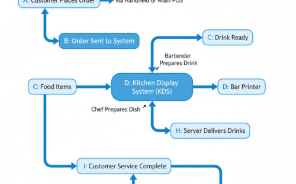 A: Customer Places Order
Via Handheld or Main POS
B: Order Sent to System
C: Drink Ready
Bartender
Prepares Drink
C: Food Items
D: Kitchen Display
System (KDS)
D: Bar Printer
Chef Prepares Dish
H: Server Delivers Drinks
I: Customer Service Complete